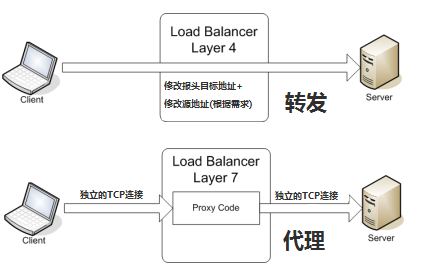 Load Balancer
Layer 4
修改报头目标地址+
修改源地址(根据需求)
转发
Client
Server
Load Balancer
Layer 7
独立的TCP连接
Proxy Code
独立的TCP连接
代理
Client
Server